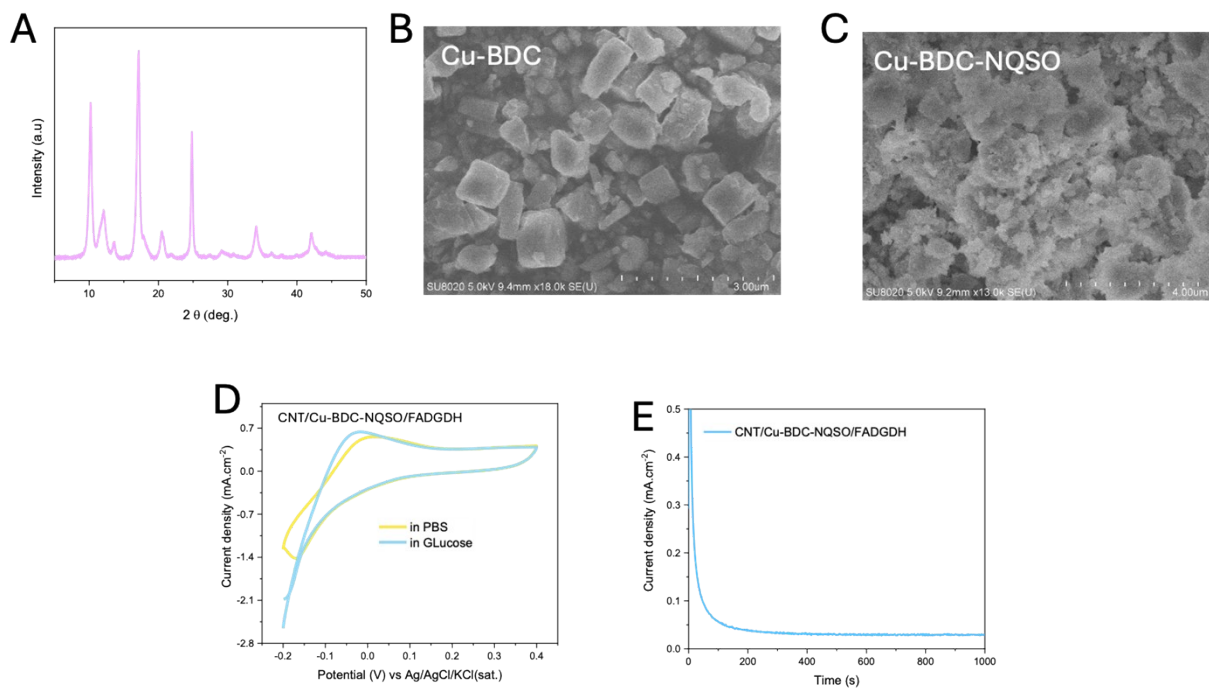 A
Intensity (a.u)
10
20
30
40
50
2 θ (deg.)
B
Cu-BDC
SU8020 5.0kV 9.4mm x18.0k SE(U)
3.00um
C
Cu-BDC-NQSO
SU8020 5.0kV 9.2mm x13.0k SE(U)
4.00um
D
CNT/Cu-BDC-NQSO/FADGDH
Current density (mA.cm⁻²)
0.7
0.0
-0.7
-1.4
-2.1
-2.8
in PBS
in GLucose
-0.2
-0.1
0.0
0.1
0.2
0.3
0.4
Potential (V) vs Ag/AgCl/KCl(sat.)
E
CNT/Cu-BDC-NQSO/FADGDH
Current density (mA.cm⁻²)
0.5
0.4
0.3
0.2
0.1
0.0
0
200
400
600
800
1000
Time (s)